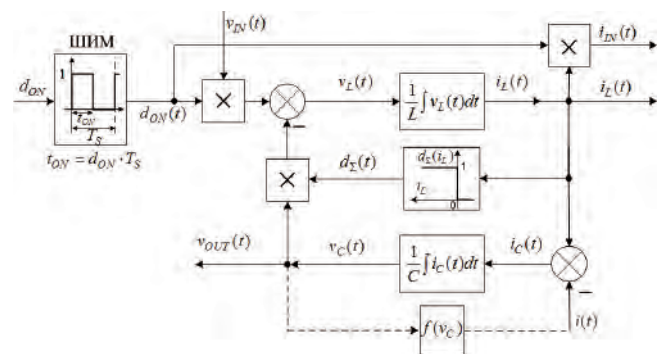 ШИМ
v_IN(t)
i_IN(t)
1
d_ON
t_ON
T_S
d_ON(t)
t_ON = d_ON · T_S
×
×
v_L(t)
1/L ∫ v_L(t)dt
i_L(t)
i_L(t)
−
×
d_Σ(t)
d_Σ(i_L)
1
i_L
0
v_OUT(t)
v_C(t)
1/C ∫ i_C(t)dt
i_C(t)
−
f(v_C)
i(t)